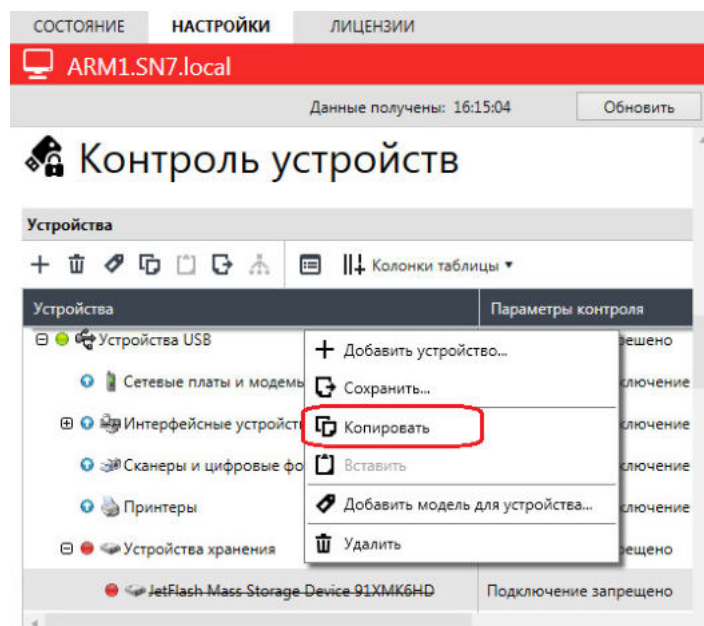 СОСТОЯНИЕ НАСТРОЙКИ ЛИЦЕНЗИИ
ARM1.SN7.local
Данные получены: 16:15:04 Обновить
Контроль устройств
Устройства
Колонки таблицы
Устройства Параметры контроля
Устройства USB
Сетевые платы и модемы
Интерфейсные
Сканеры и цифровые
Принтеры
Устройства хранения
JetFlash Mass Storage Device 91XMK6HD Подключение запрещено
Добавить устройство...
Сохранить...
Копировать
Вставить
Добавить модель для устройства...
Удалить